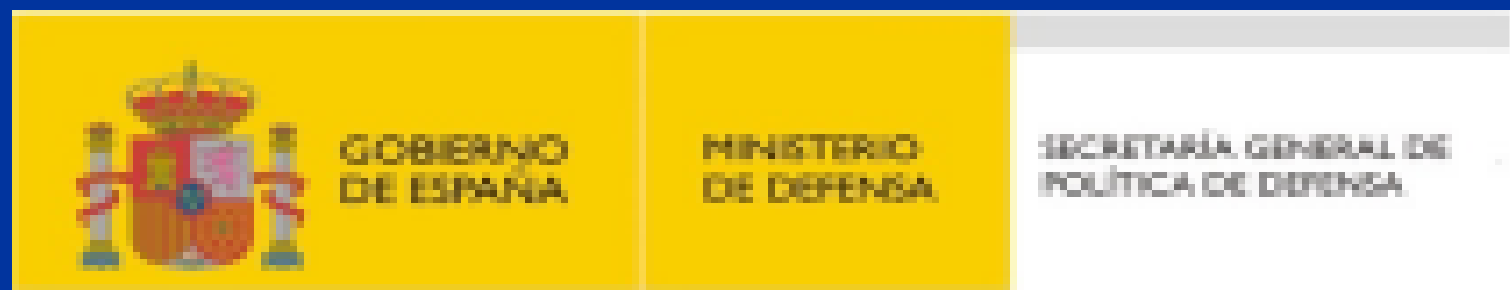 GOBIERNO
DE ESPAÑA
MINISTERIO
DE DEFENSA
SECRETARÍA GENERAL DE
POLÍTICA DE DEFENSA